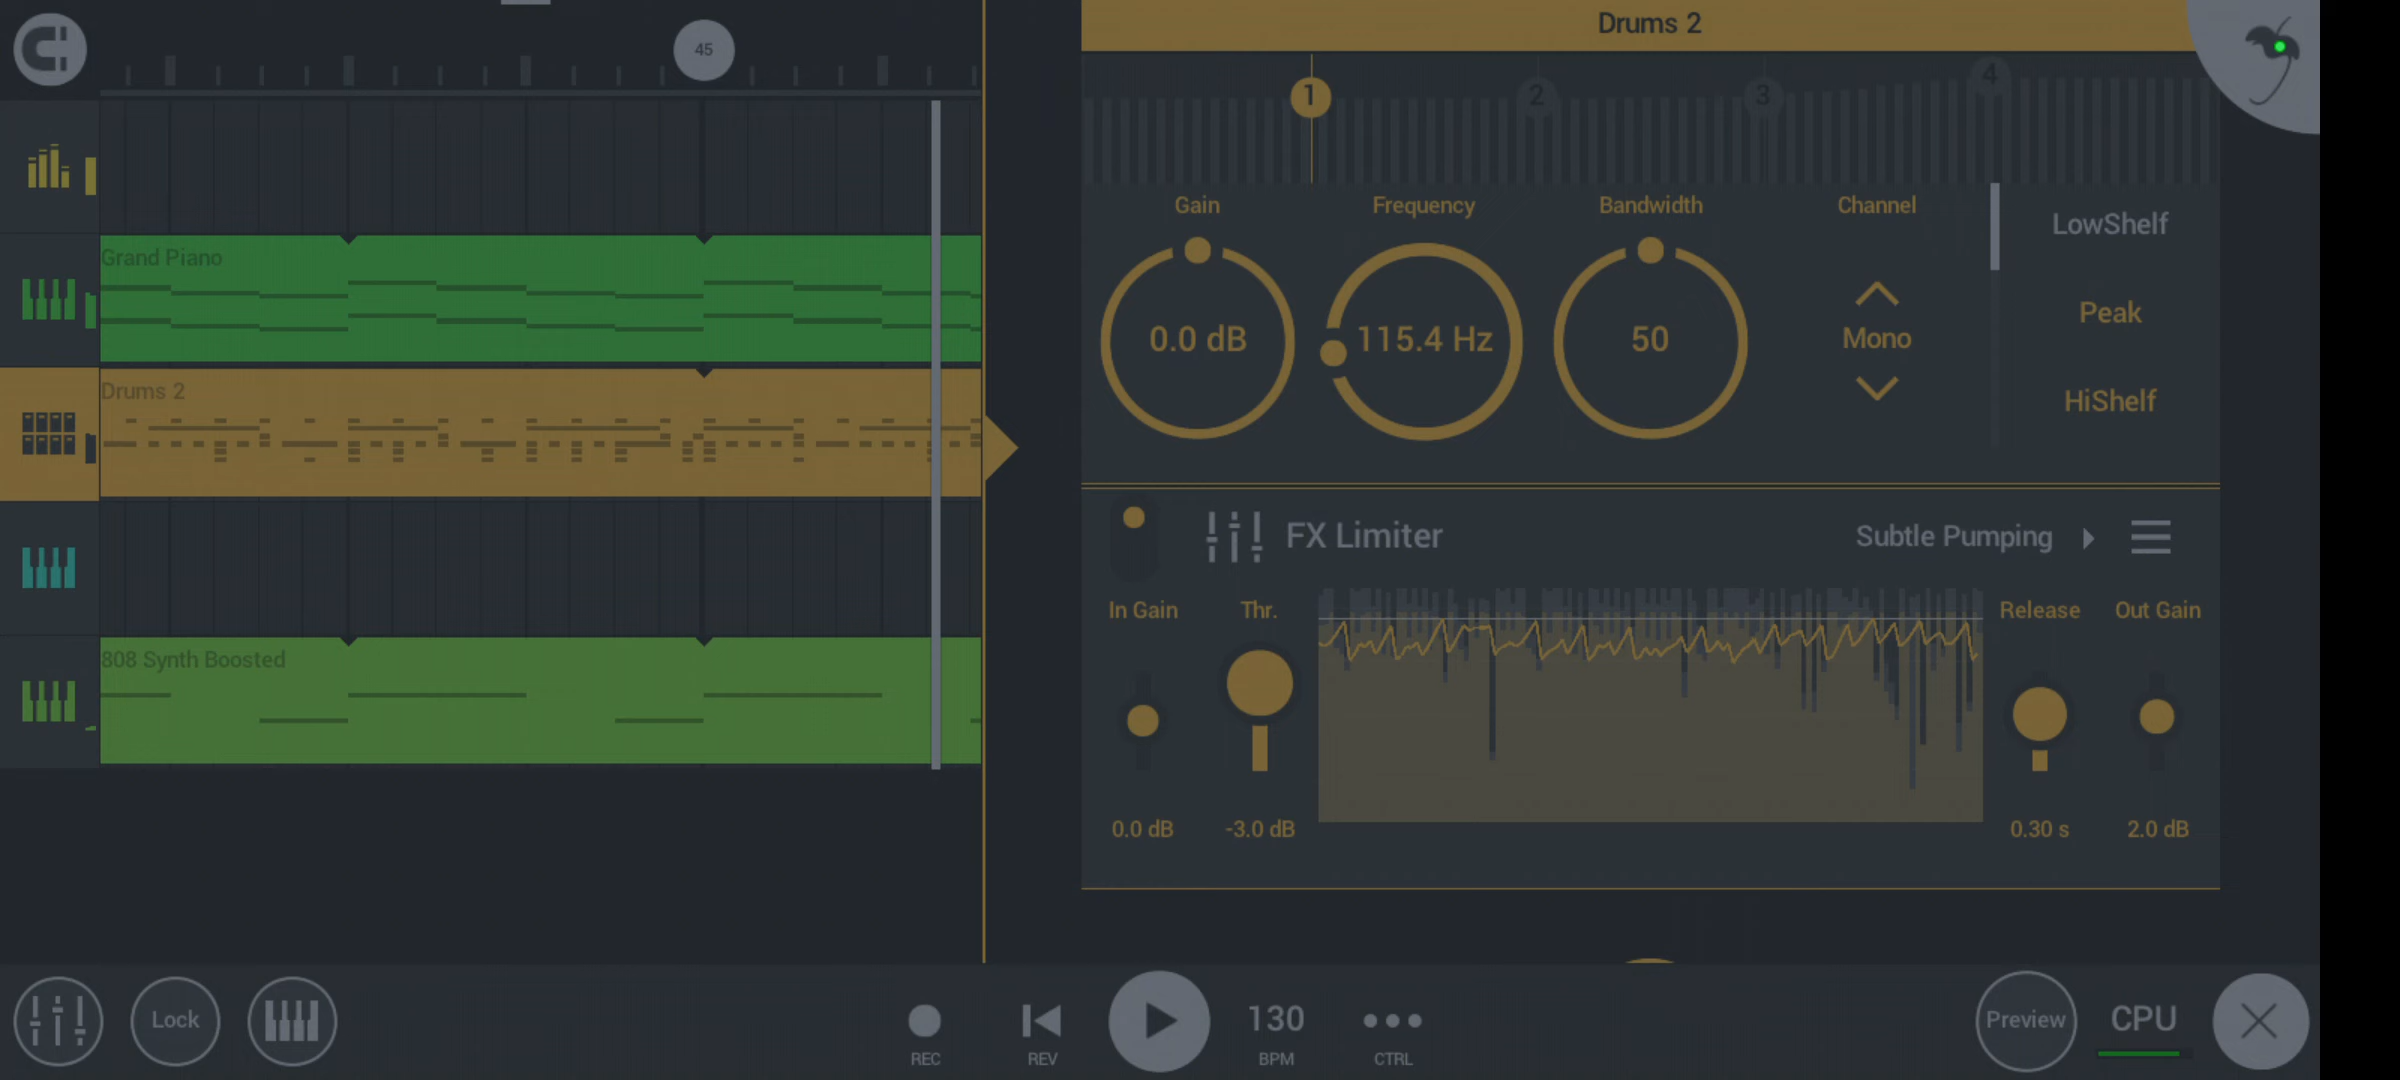 45
Drums 2
1
2
3
4
Grand Piano
Drums 2
808 Synth Boosted
Gain
Frequency
Bandwidth
Channel
0.0 dB
115.4 Hz
50
Mono
LowShelf
Peak
HiShelf
FX Limiter
Subtle Pumping
In Gain
Thr.
Release
Out Gain
0.0 dB
-3.0 dB
0.30 s
2.0 dB
Lock
REC
REV
130
BPM
CTRL
Preview
CPU